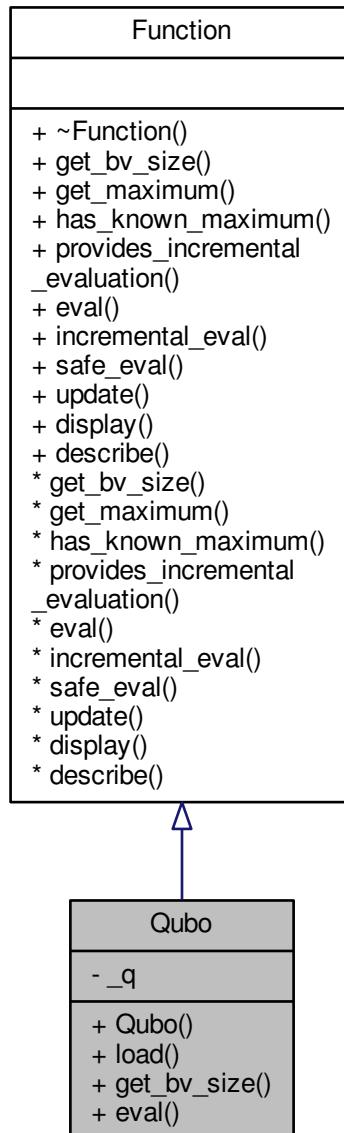 Function
+ ~Function()
+ get_bv_size()
+ get_maximum()
+ has_known_maximum()
+ provides_incremental
_evaluation()
+ eval()
+ incremental_eval()
+ safe_eval()
+ update()
+ display()
+ describe()
* get_bv_size()
* get_maximum()
* has_known_maximum()
* provides_incremental
_evaluation()
* eval()
* incremental_eval()
* safe_eval()
* update()
* display()
* describe()
Qubo
- _q
+ Qubo()
+ load()
+ get_bv_size()
+ eval()